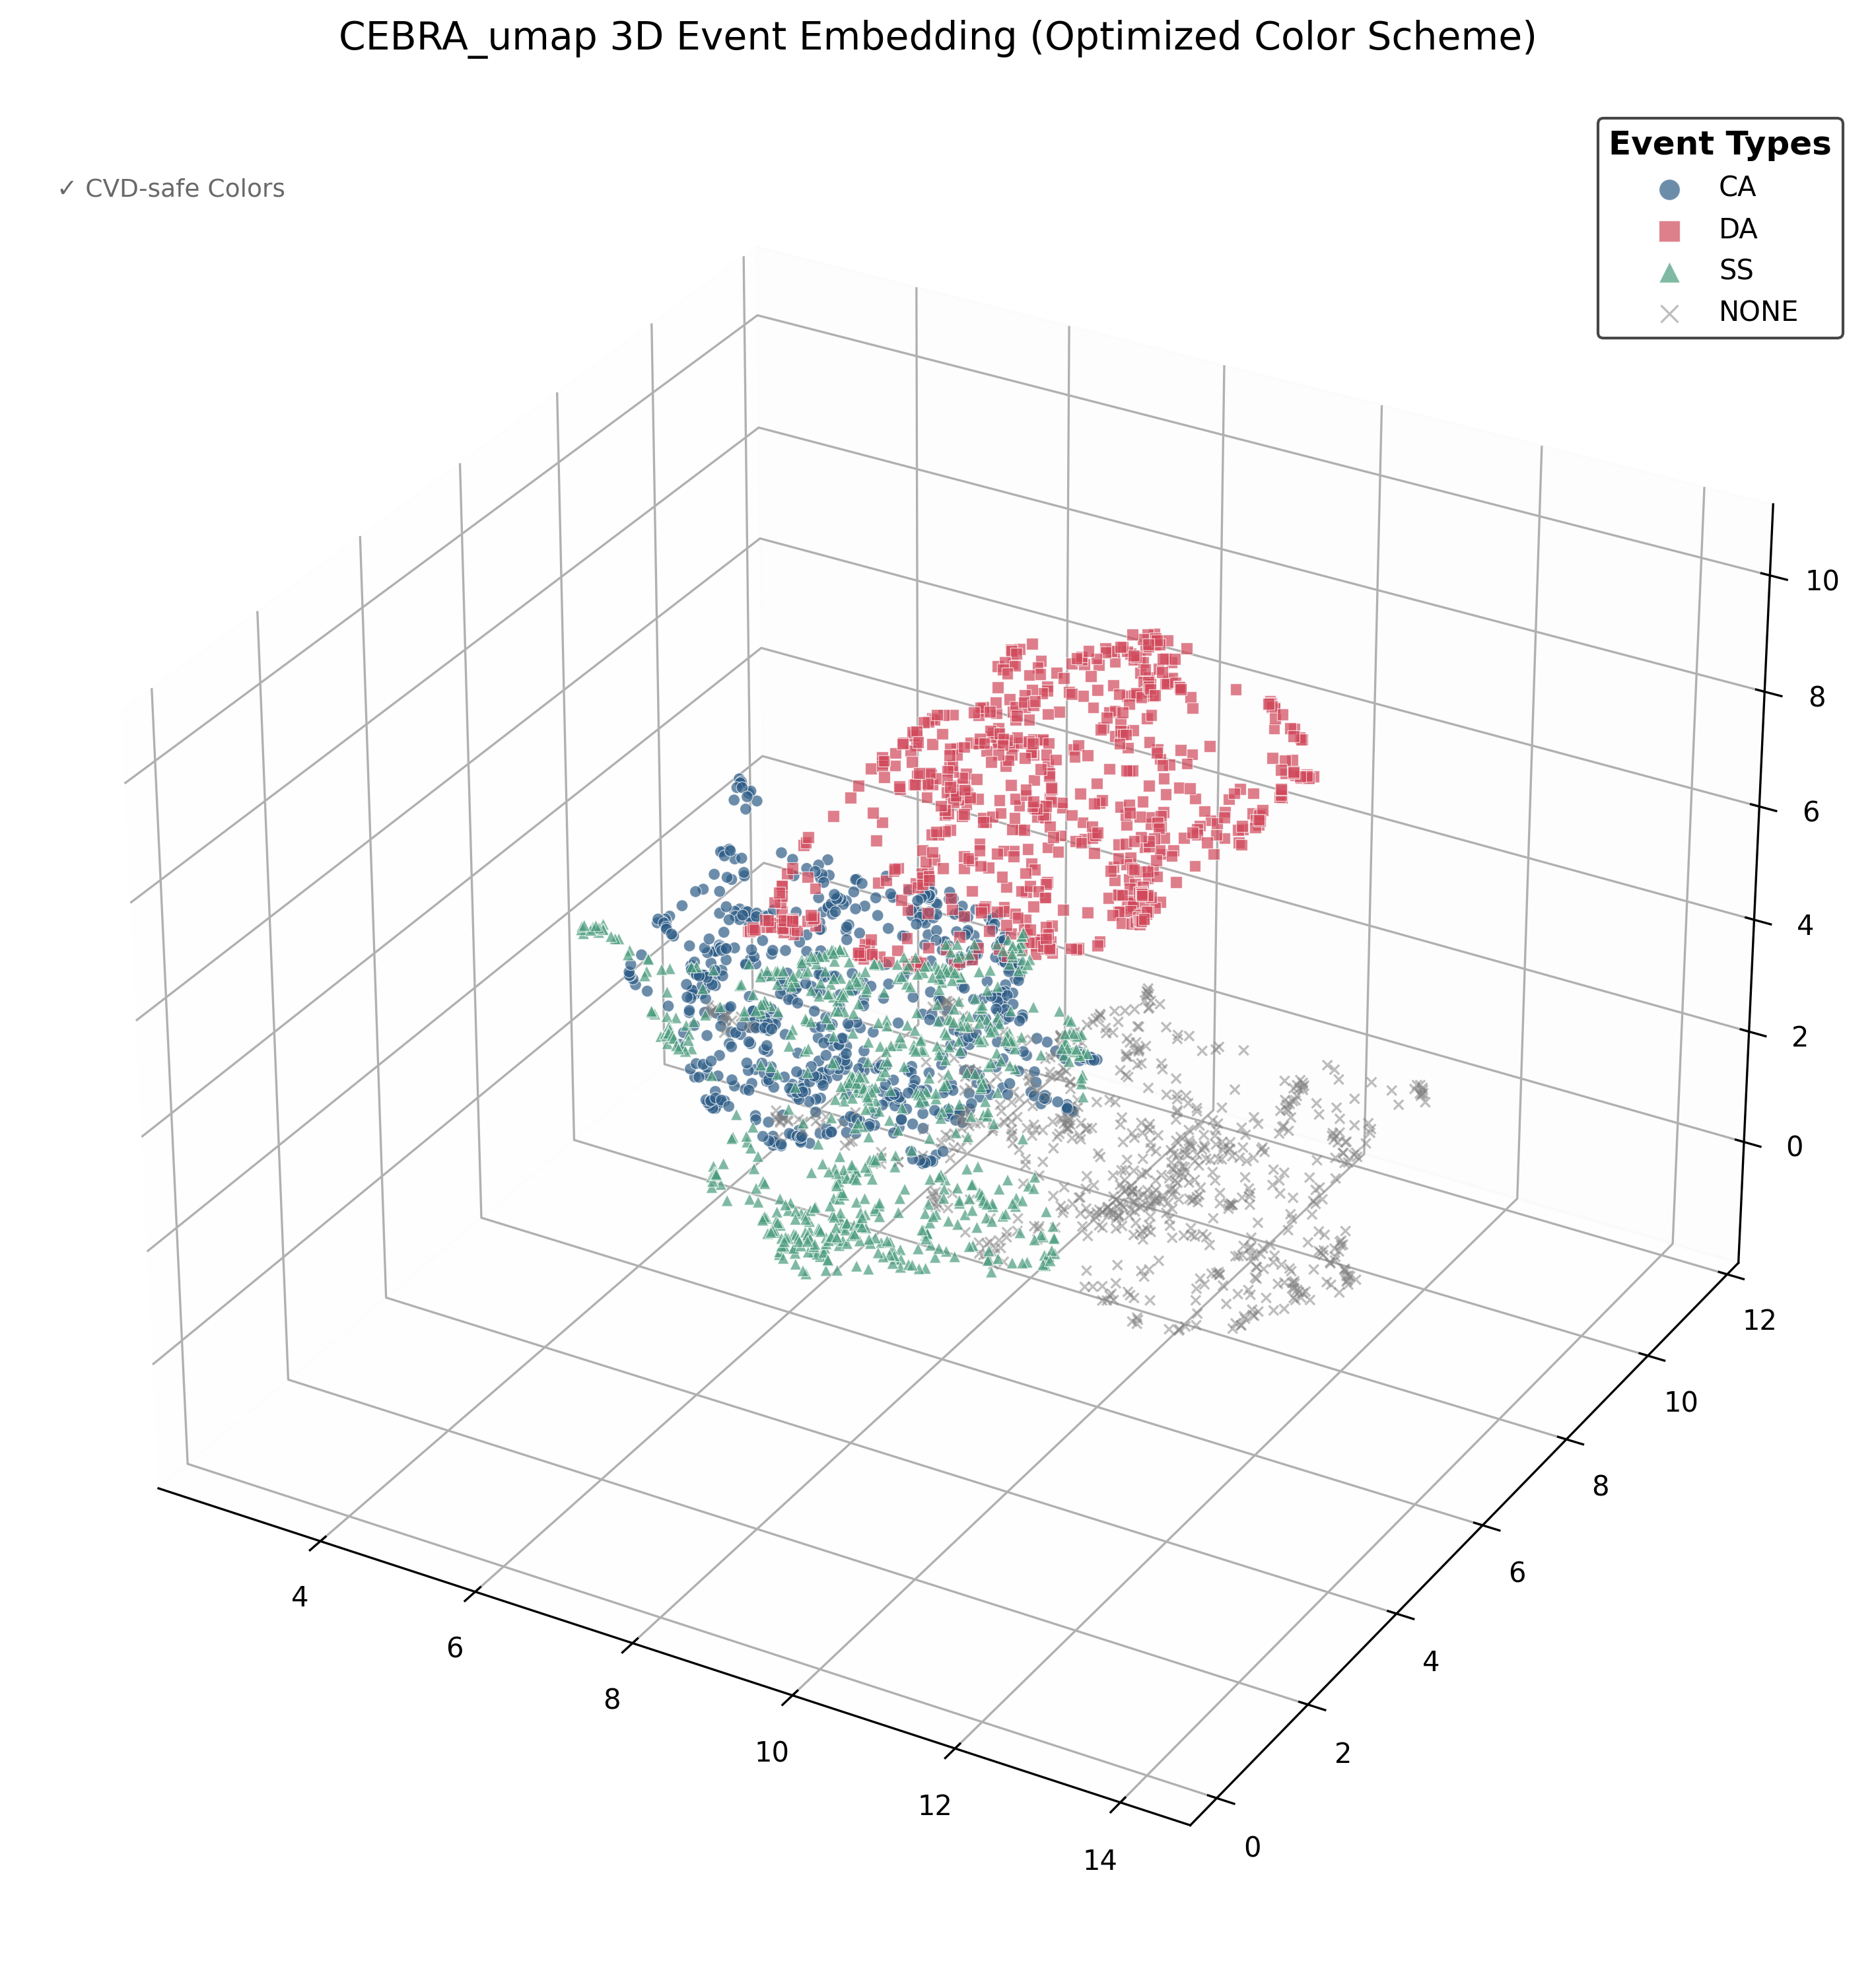 CEBRA_umap 3D Event Embedding (Optimized Color Scheme)
✓ CVD-safe Colors
Event Types
CA
DA
SS
NONE
10
8
6
4
2
0
12
10
8
6
4
2
0
4
6
8
10
12
14